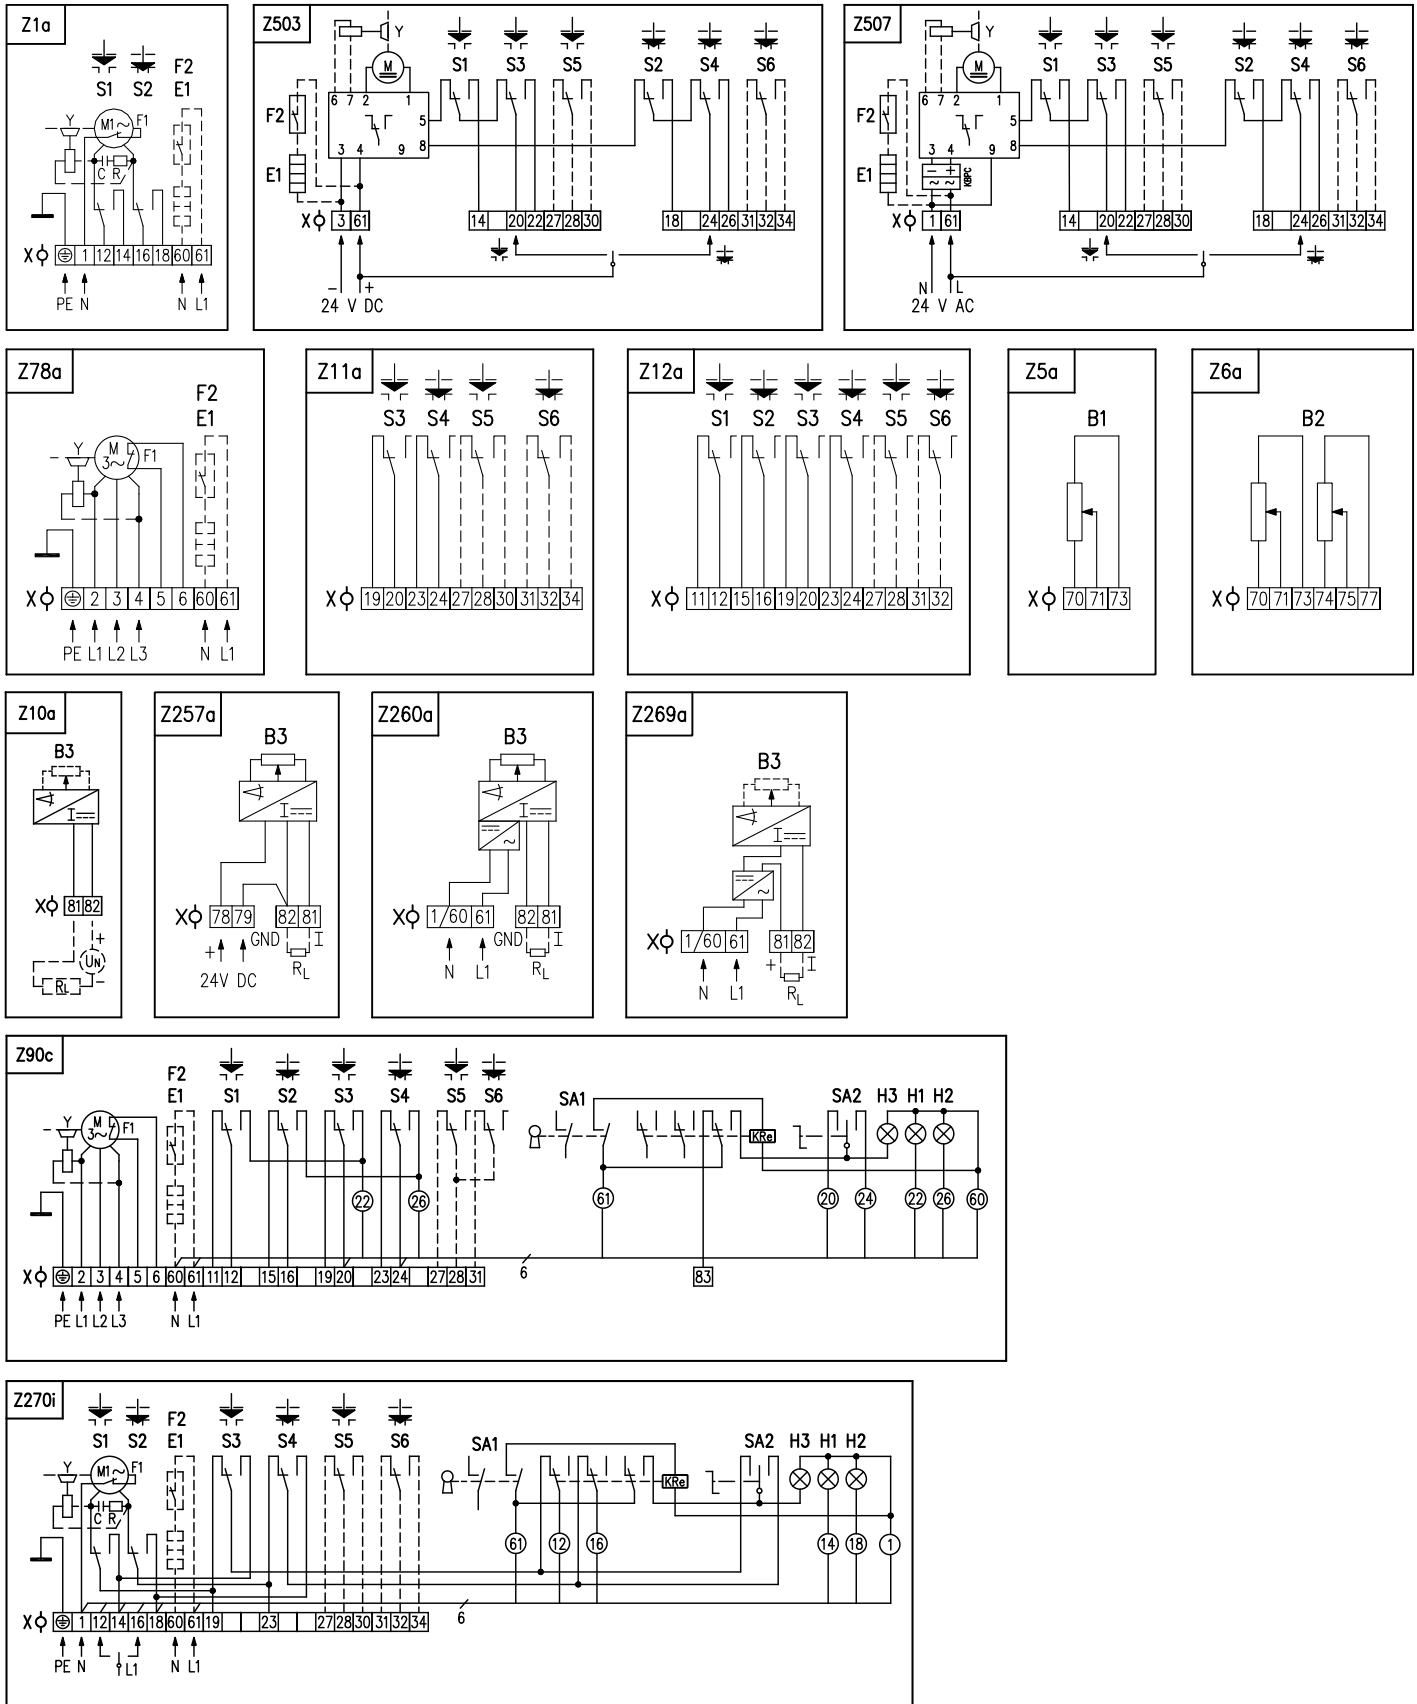 Z1a
S1 S2 F2
E1
Y M1~ F1
C R
X 1 12 14 16 18 60 61
PE N N L1
Z503
Y
S1 S3 S5 S2 S4 S6
M
6 7 2 1
F2 5
3 4 9 8
E1
X 3 61 14 20 22 27 28 30 18 24 26 31 32 34
− +
24 V DC
Z507
Y
S1 S3 S5 S2 S4 S6
M
6 7 2 1
F2 5
3 4 9 8
− +
~ ~ KBPC
E1
X 1 61 14 20 22 27 28 30 18 24 26 31 32 34
N L
24 V AC
Z78a
F2
E1
Y M 3~ F1
X 2 3 4 5 6 60 61
PE L1 L2 L3 N L1
Z11a
S3 S4 S5 S6
X 19 20 23 24 27 28 30 31 32 34
Z12a
S1 S2 S3 S4 S5 S6
X 11 12 15 16 19 20 23 24 27 28 31 32
Z5a
B1
X 70 71 73
Z6a
B2
X 70 71 73 74 75 77
Z10a
B3
I
X 81 82
+
UN
RL −
Z257a
B3
I
X 78 79 82 81
+ GND I
24V DC RL
Z260a
B3
I
~
X 1/60 61 82 81
GND I
N L1 RL
Z269a
B3
I
~
X 1/60 61 81 82
+ I
N L1 RL
Z90c
F2 S1 S2 S3 S4 S5 S6
E1 SA1 SA2 H3 H1 H2
Y M 3~ F1
KRe
22 26 61 20 24 22 26 60
6
X 2 3 4 5 6 60 61 11 12 15 16 19 20 23 24 27 28 31 83
PE L1 L2 L3 N L1
Z270i
F2
S1 S2 E1 S3 S4 S5 S6 SA1 SA2 H3 H1 H2
Y M1~ F1
KRe
C R
61 12 16 14 18 1
6
X 1 12 14 16 18 60 61 19 23 27 28 30 31 32 34
PE N L1 N L1